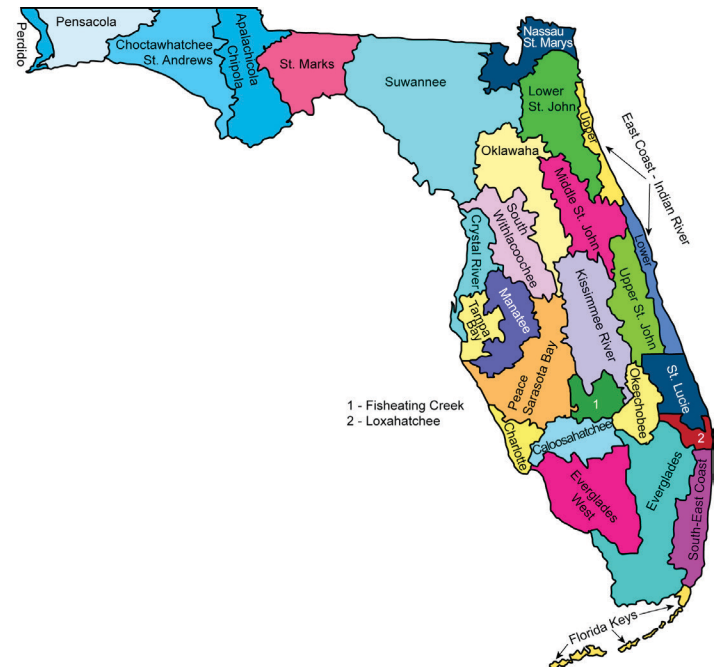 Perdido
Pensacola
Choctawhatchee
St. Andrews
Apalachicola
Chipola
St. Marks
Suwannee
Nassau
St. Marys
Lower
St. John
Upper
East Coast - Indian River
Oklawaha
Middle St. John
Lower
South
Withlacoochee
Crystal River
Tampa
Bay
Manatee
Kissimmee River
Upper St. John
Peace
Sarasota Bay
1 - Fisheating Creek
2 - Loxahatchee
1
Okeechobee
St. Lucie
2
Charlotte
Caloosahatchee
Everglades
West
Everglades
South-East Coast
Florida Keys